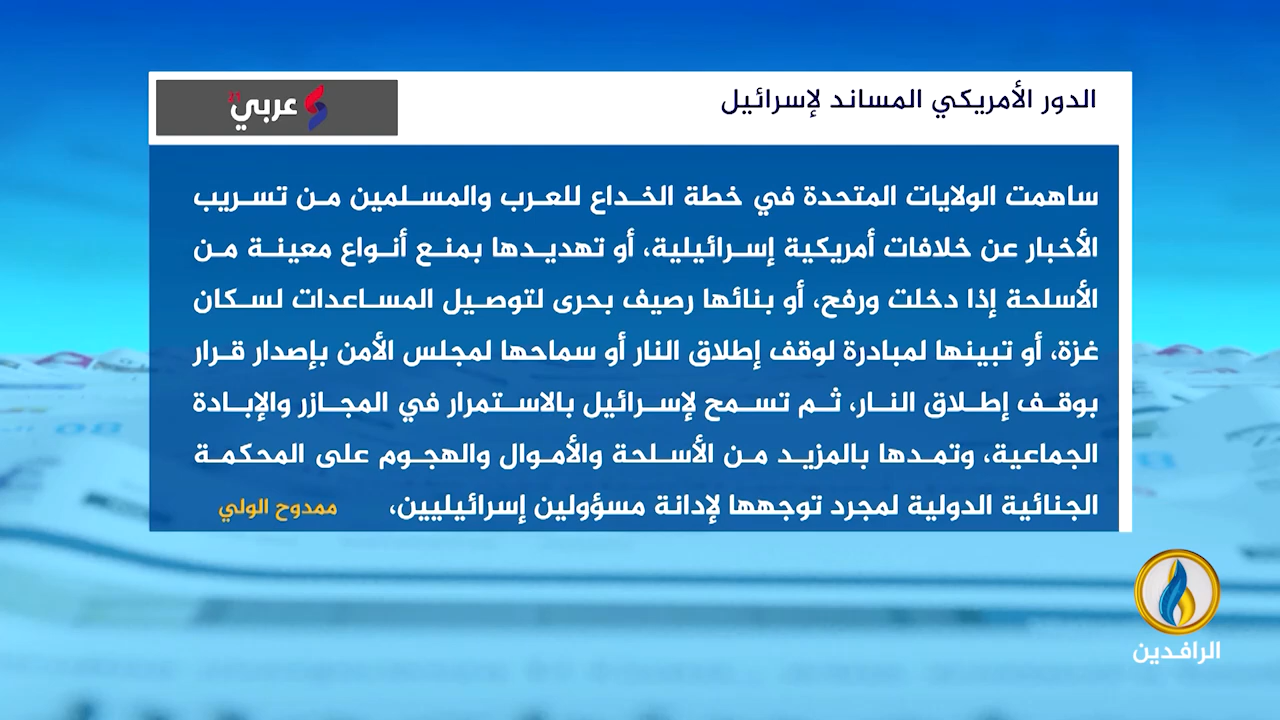 الدور الأمريكي المساند لإسرائيل
عربي21
ساهمت الولايات المتحدة في خطة الخداع للعرب والمسلمين من تسريب
الأخبار عن خلافات أمريكية إسرائيلية، أو تهديدها بمنع أنواع معينة من
الأسلحة إذا دخلت ورفح، أو بنائها رصيف بحرى لتوصيل المساعدات لسكان
غزة، أو تبينها لمبادرة لوقف إطلاق النار أو سماحها لمجلس الأمن بإصدار قرار
بوقف إطلاق النار، ثم تسمح لإسرائيل بالاستمرار في المجازر والإبادة
الجماعية، وتمدها بالمزيد من الأسلحة والأموال والهجوم على المحكمة
الجنائية الدولية لمجرد توجهها لإدانة مسؤولين إسرائيليين،
ممدوح الولي
الرافدين